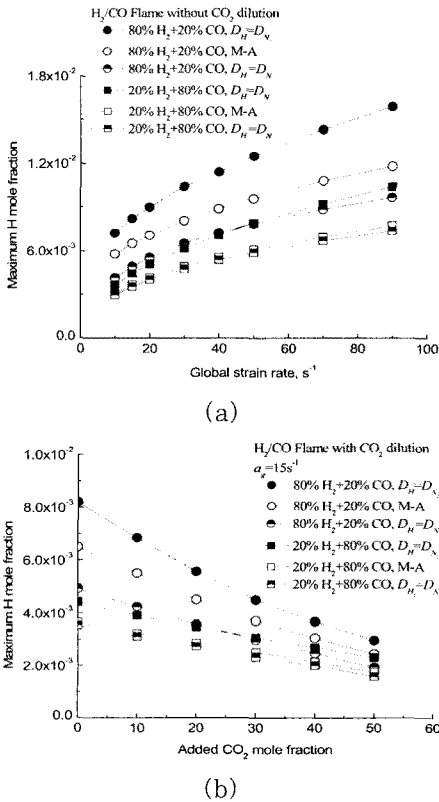 H₂/CO Flame without CO₂ dilution
80% H₂+20% CO, D_H=D_N
80% H₂+20% CO, M-A
80% H₂+20% CO, D_H=D_N
20% H₂+80% CO, D_H=D_N
20% H₂+80% CO, M-A
20% H₂+80% CO, D_H=D_N
1.8x10⁻²
1.2x10⁻²
6.0x10⁻³
0.0
Maximum H mole fraction
0 20 40 60 80 100
Global strain rate, s⁻¹
(a)
H₂/CO Flame with CO₂ dilution
a_g=15s⁻¹
80% H₂+20% CO, D_H=D_N
80% H₂+20% CO, M-A
80% H₂+20% CO, D_H=D_N
20% H₂+80% CO, D_H=D_N
20% H₂+80% CO, M-A
20% H₂+80% CO, D_H=D_N
1.0x10⁻²
8.0x10⁻³
6.0x10⁻³
4.0x10⁻³
2.0x10⁻³
0.0
Maximum H mole fraction
0 10 20 30 40 50 60
Added CO₂ mole fraction
(b)